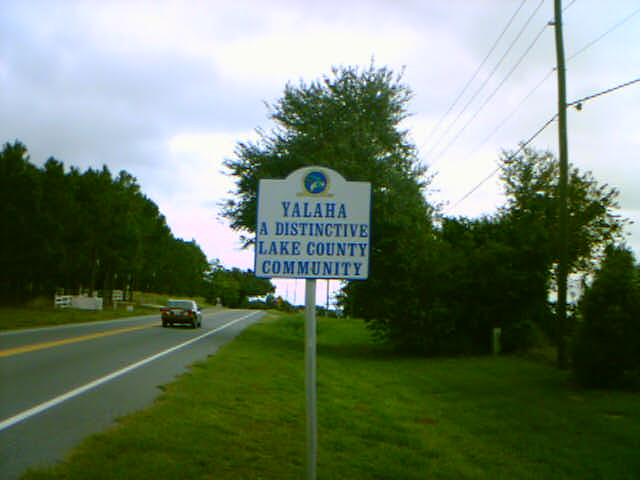 YALAHA
A DISTINCTIVE
LAKE COUNTY
COMMUNITY